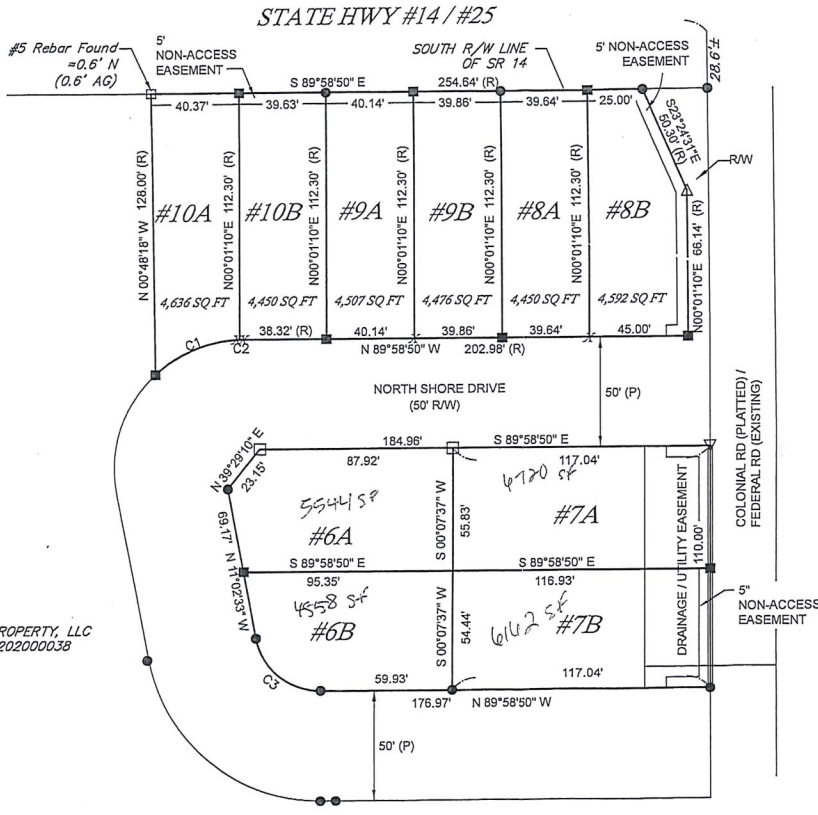 STATE HWY #14 / #25
#5 Rebar Found
≈0.6' N
(0.6' AG)
5'
NON-ACCESS
EASEMENT
SOUTH R/W LINE
OF SR 14
5' NON-ACCESS
EASEMENT
28.6'±
S 89°58'50" E
254.64' (R)
40.37'
39.63'
40.14'
39.86'
39.64'
25.00'
S23°24'31"E
50.30' (R)
R/W
N 00°48'18" W 128.00' (R)
#10A
N00°01'10"E 112.30' (R)
#10B
N00°01'10"E 112.30' (R)
#9A
N00°01'10"E 112.30' (R)
#9B
N00°01'10"E 112.30' (R)
#8A
N00°01'10"E 112.30' (R)
#8B
N00°01'10"E 66.14' (R)
4,636 SQ FT
4,450 SQ FT
4,507 SQ FT
4,476 SQ FT
4,450 SQ FT
4,592 SQ FT
C1
C2
38.32' (R)
40.14'
39.86'
39.64'
45.00'
N 89°58'50" W
202.98' (R)
NORTH SHORE DRIVE
(50' R/W)
50' (P)
COLONIAL RD (PLATTED) /
FEDERAL RD (EXISTING)
N 39°29'10" E
23.15'
184.96'
S 89°58'50" E
87.92'
117.04'
5544 SF
#6A
6720 SF
#7A
S 00°07'37" W
55.83'
69.17' N 11°02'33" W
S 89°58'50" E
S 89°58'50" E
95.35'
116.93'
DRAINAGE / UTILITY EASEMENT
110.00'
4558 SF
#6B
S 00°07'37" W
54.44'
6162 SF
#7B
5"
NON-ACCESS
EASEMENT
ROPERTY, LLC
202000038
C3
59.93'
117.04'
176.97'
N 89°58'50" W
50' (P)